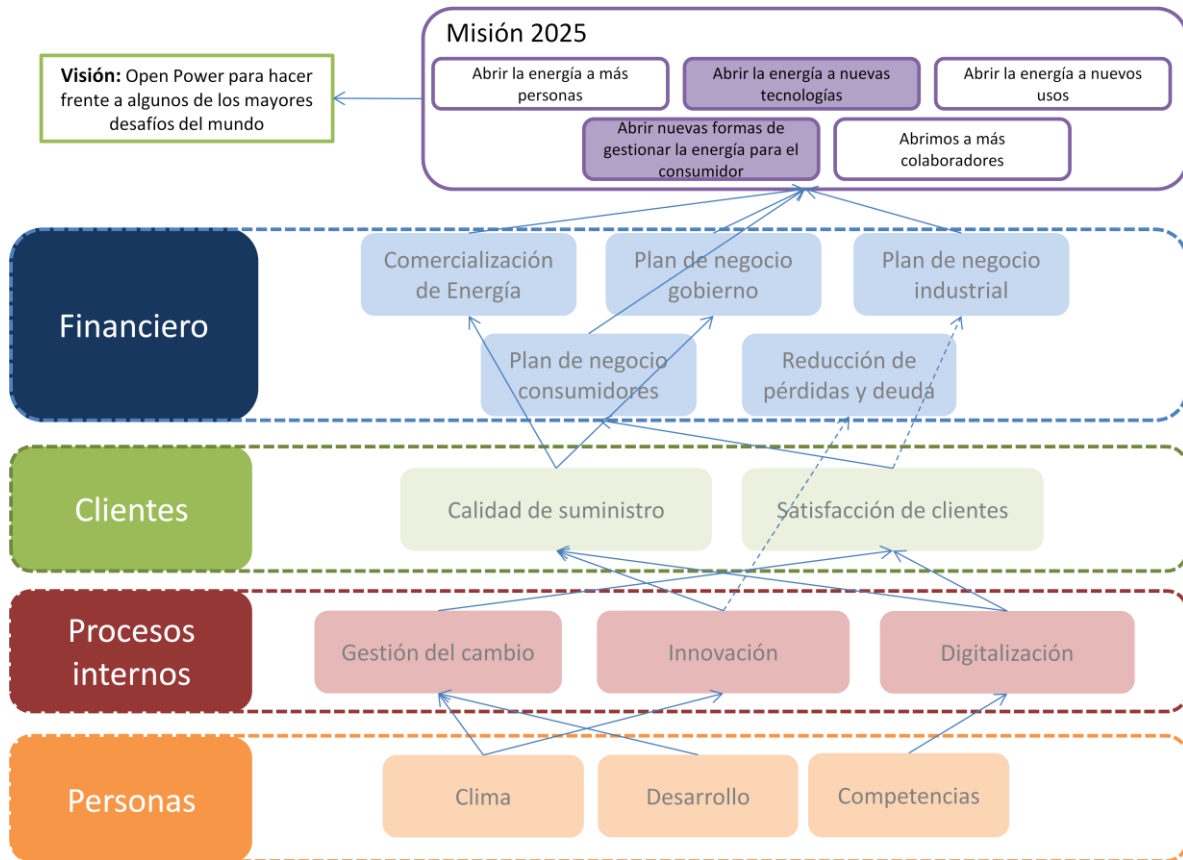 Misión 2025
Visión: Open Power para hacer
frente a algunos de los mayores
desafíos del mundo
Abrir la energía a más
personas
Abrir la energía a nuevas
tecnologías
Abrir la energía a nuevos
usos
Abrir nuevas formas de
gestionar la energía para el
consumidor
Abrimos a más
colaboradores
Financiero
Comercialización
de Energía
Plan de negocio
gobierno
Plan de negocio
industrial
Plan de negocio
consumidores
Reducción de
pérdidas y deuda
Clientes
Calidad de suministro
Satisfacción de clientes
Procesos
internos
Gestión del cambio
Innovación
Digitalización
Personas
Clima
Desarrollo
Competencias